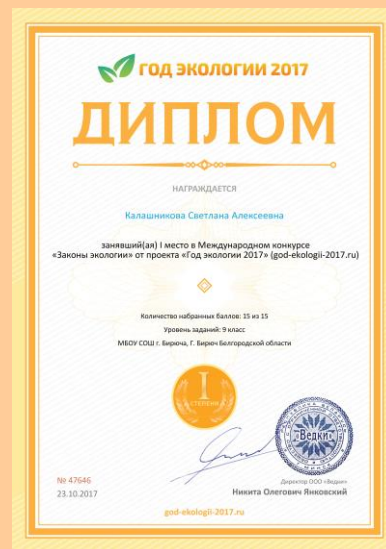 ГОД ЭКОЛОГИИ 2017
ДИПЛОМ
НАГРАЖДАЕТСЯ
Калашникова Светлана Алексеевна
занявший(ая) I место в Международном конкурсе
«Законы экологии» от проекта «Год экологии 2017» (god-ekologii-2017.ru)
Количество набранных баллов: 15 из 15
Уровень заданий: 9 класс
МБОУ СОШ г. Бирюча, Г. Бирюч Белгородской области
I
СТЕПЕНИ
«Ведки»
Директор ООО «Ведки»
№ 47646
Никита Олегович Янковский
23.10.2017
god-ekologii-2017.ru